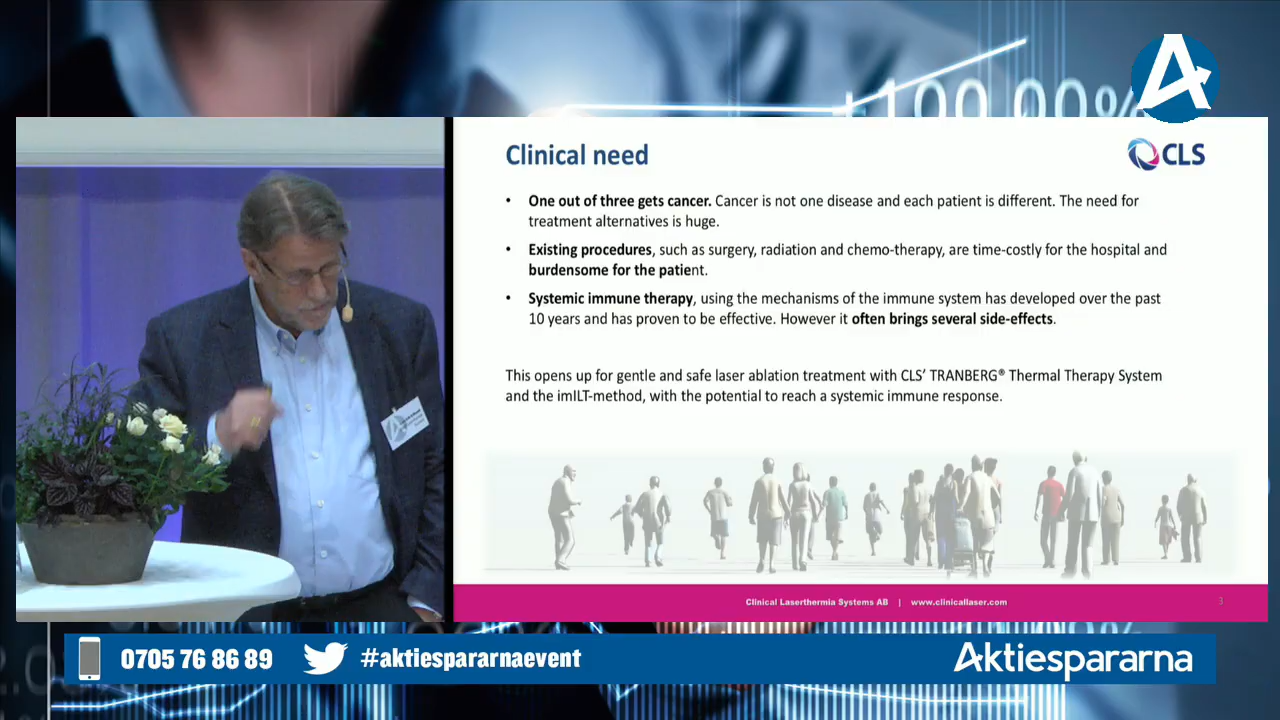 +100.00%
Clinical need
CLS
• One out of three gets cancer. Cancer is not one disease and each patient is different. The need for
treatment alternatives is huge.
• Existing procedures, such as surgery, radiation and chemo-therapy, are time-costly for the hospital and
burdensome for the patient.
• Systemic immune therapy, using the mechanisms of the immune system has developed over the past
10 years and has proven to be effective. However it often brings several side-effects.
This opens up for gentle and safe laser ablation treatment with CLS’ TRANBERG® Thermal Therapy System
and the imILT-method, with the potential to reach a systemic immune response.
Clinical Laserthermia Systems AB | www.clinicallaser.com
3
0705 76 86 89
#aktiespararnaevent
Aktiespararna